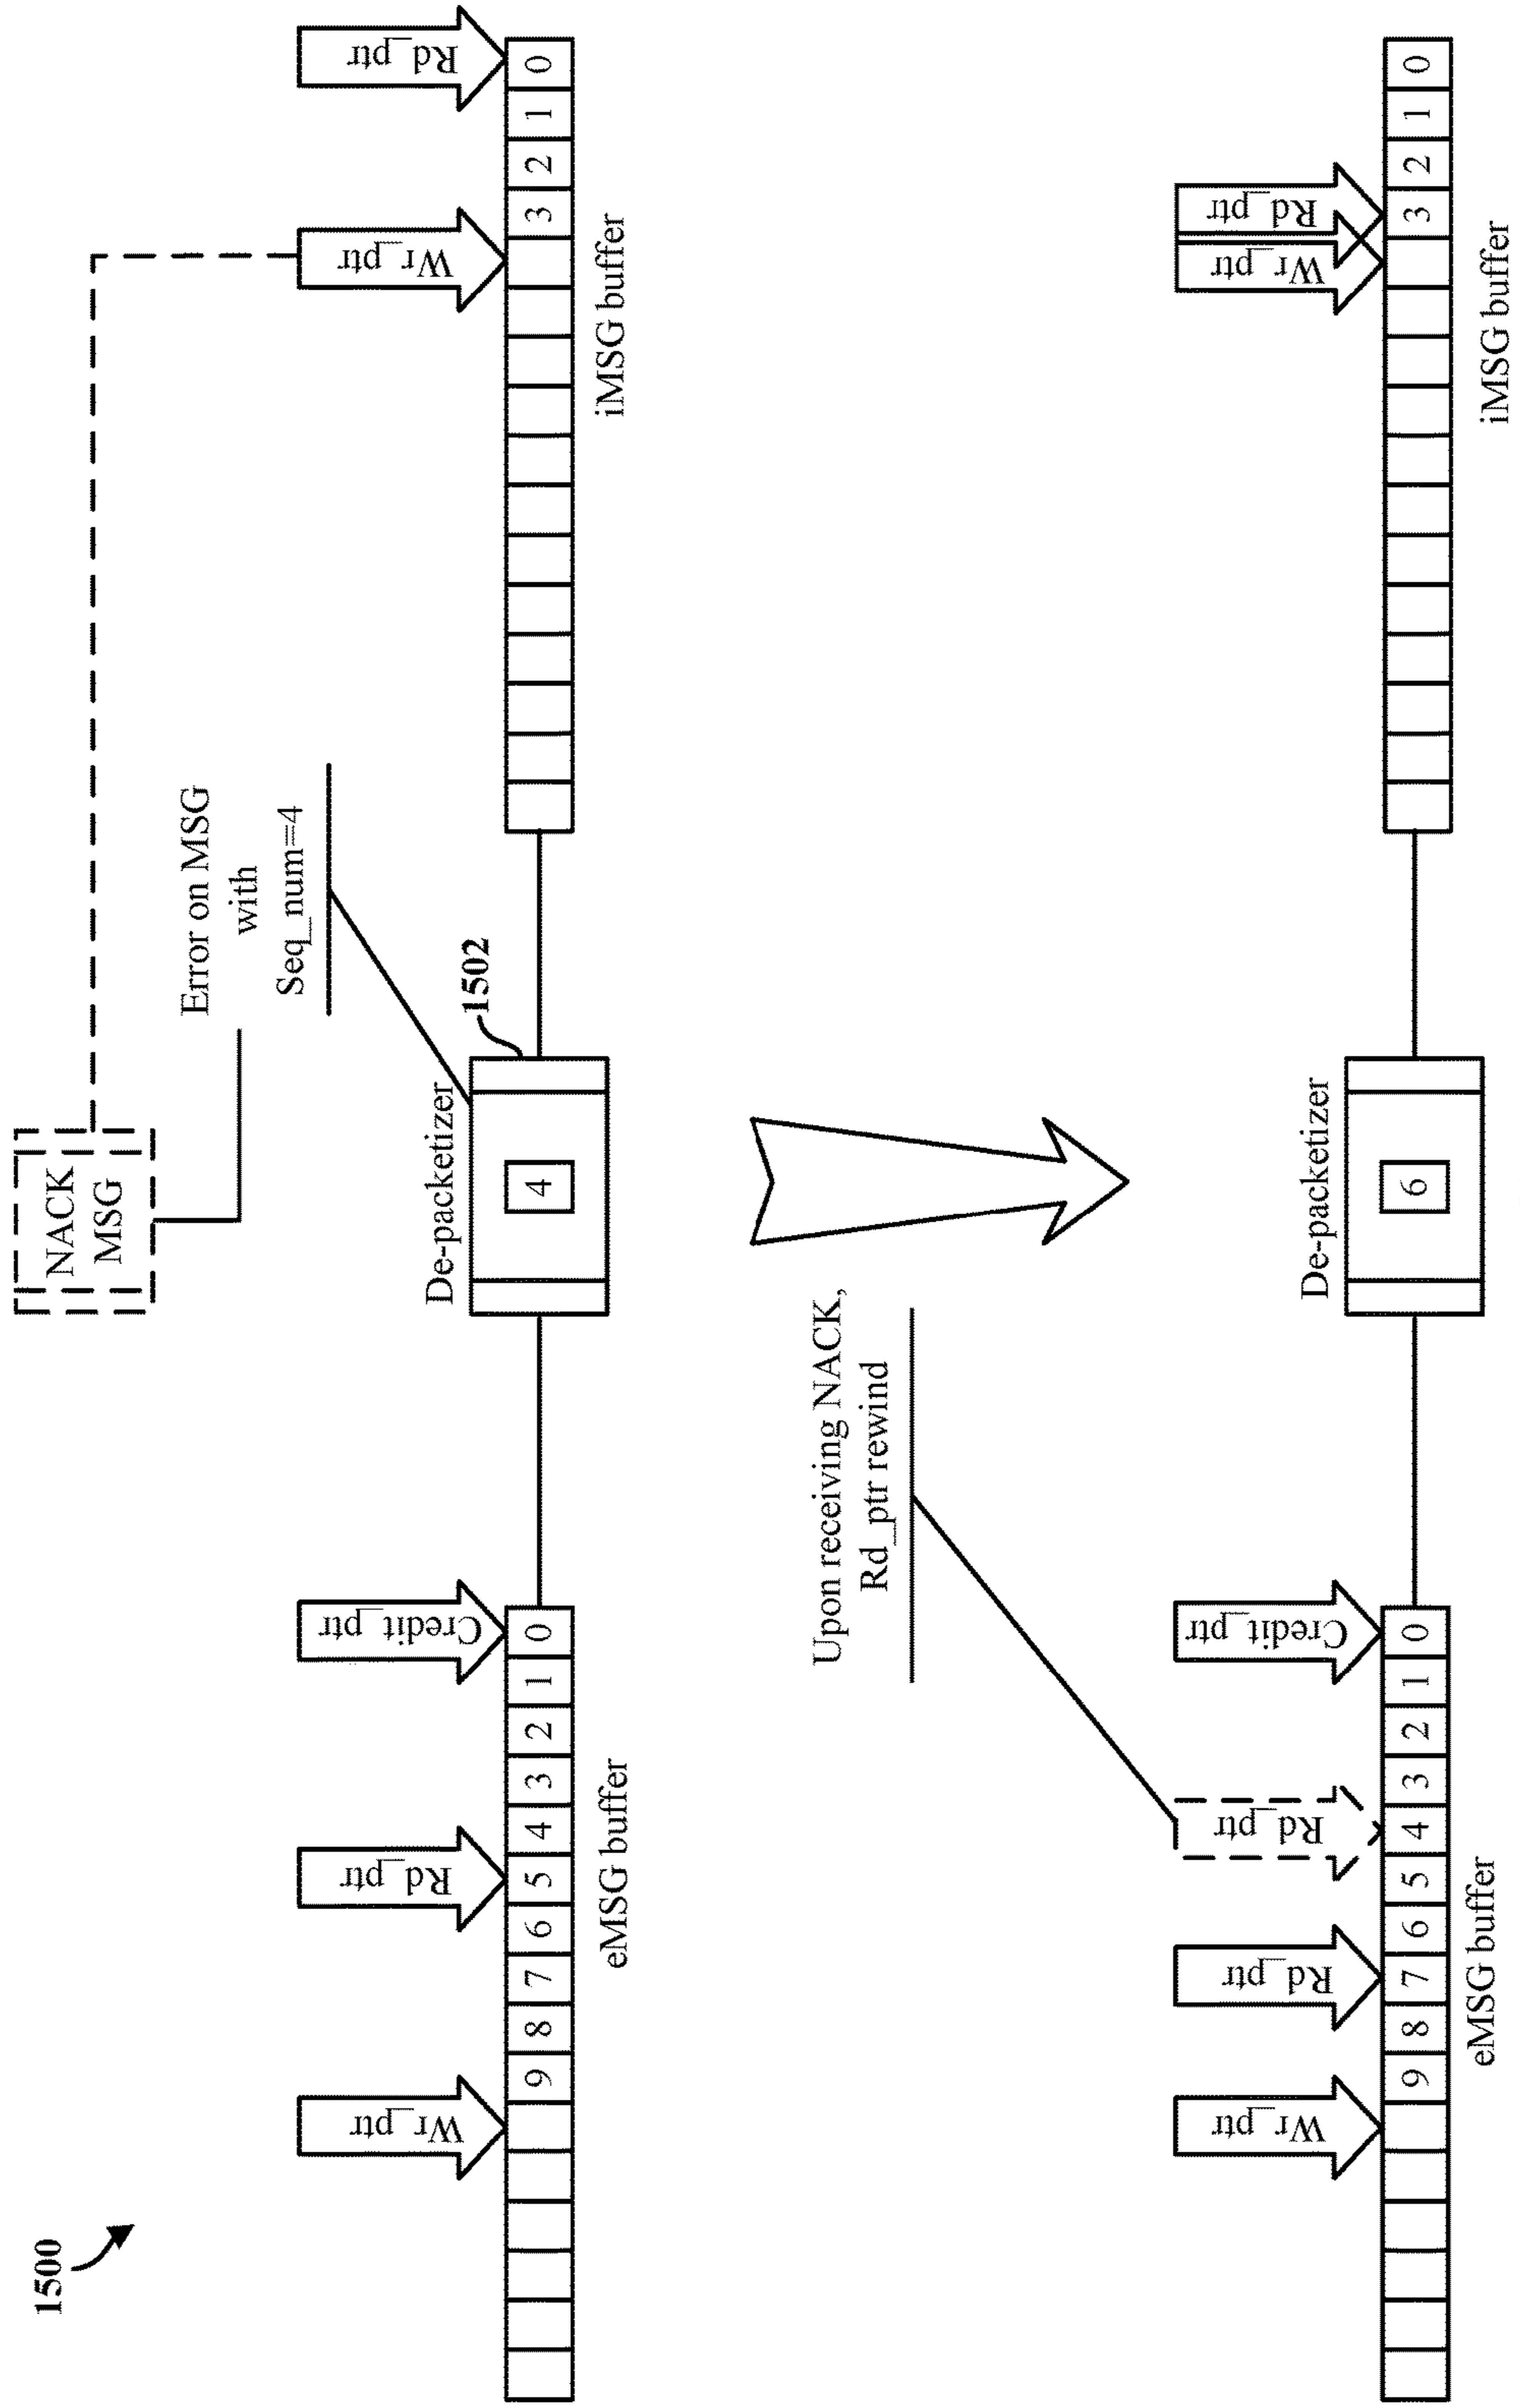 1500
NACK
MSG
Error on MSG
with
Seq_num=4
Wr_ptr
Rd_ptr
Credit_ptr
De-packetizer
1502
Wr_ptr
Rd_ptr
9 8 7 6 5 4 3 2 1 0
4
3 2 1 0
eMSG buffer
iMSG buffer
Upon receiving NACK,
Rd_ptr rewind
Wr_ptr
Rd_ptr
Rd_ptr
Credit_ptr
De-packetizer
Wr_ptr
Rd_ptr
9 8 7 6 5 4 3 2 1 0
6
3 2 1 0
eMSG buffer
iMSG buffer